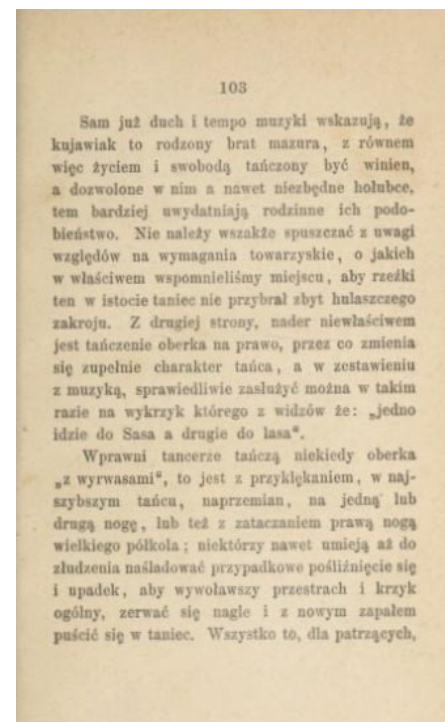 103
Sam już duch i tempo muzyki wskazują, że
kujawiak to rodzony brat mazura, z równem
więc życiem i swobodą tańczony być winien,
a dozwolone w nim a nawet niezbędne hołubce,
tem bardziej uwydatniają rodzinne ich podo-
bieństwo. Nie należy wszakże spuszczać z uwagi
względów na wymagania towarzyskie, o jakich
w właściwem wspomnieliśmy miejscu, aby rzeźki
ten w istocie taniec nie przybrał zbyt hulaszczego
zakroju. Z drugiej strony, nader niewłaściwem
jest tańczenie oberka na prawo, przez co zmienia
się zupełnie charakter tańca, a w zestawieniu
z muzyką, sprawiedliwie zasłużyć można w takim
razie na wykrzyk którego z widzów że: „jedno
idzie do Sasa a drugie do lasa“.
Wprawni tancerze tańczą niekiedy oberka
„z wyrwasami“, to jest z przyklękaniem, w naj-
szybszym tańcu, naprzemian, na jedną lub
drugą nogę, lub też z zataczaniem prawą nogą
wielkiego półkola; niektórzy nawet umieją aż do
złudzenia naśladować przypadkowe pośliźnięcie się
i upadek, aby wywoławszy przestrach i krzyk
ogólny, zerwać się nagle i z nowym zapałem
puścić się w taniec. Wszystko to, dla patrzących,